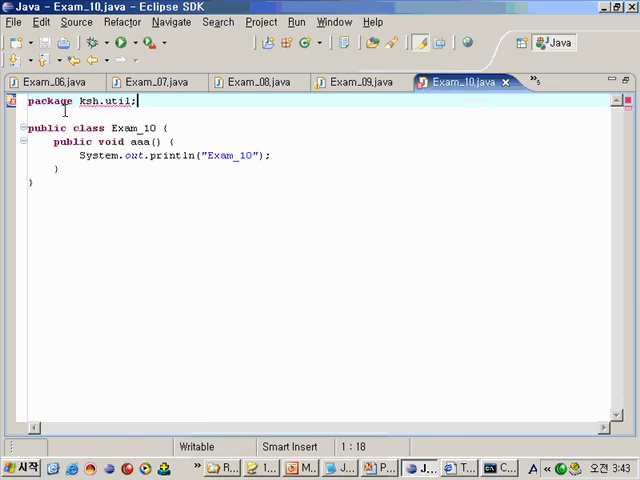 Java - Exam_10.java - Eclipse SDK
File Edit Source Refactor Navigate Search Project Run Window Help
Java
Exam_06.java Exam_07.java Exam_08.java Exam_09.java Exam_10.java »5
package ksh.util;
public class Exam_10 {
public void aaa() {
System.out.println("Exam_10");
}
}
Writable Smart Insert 1 : 18
시작 » R... 1... M... J... P... J... T... C... A « 오전 3:43